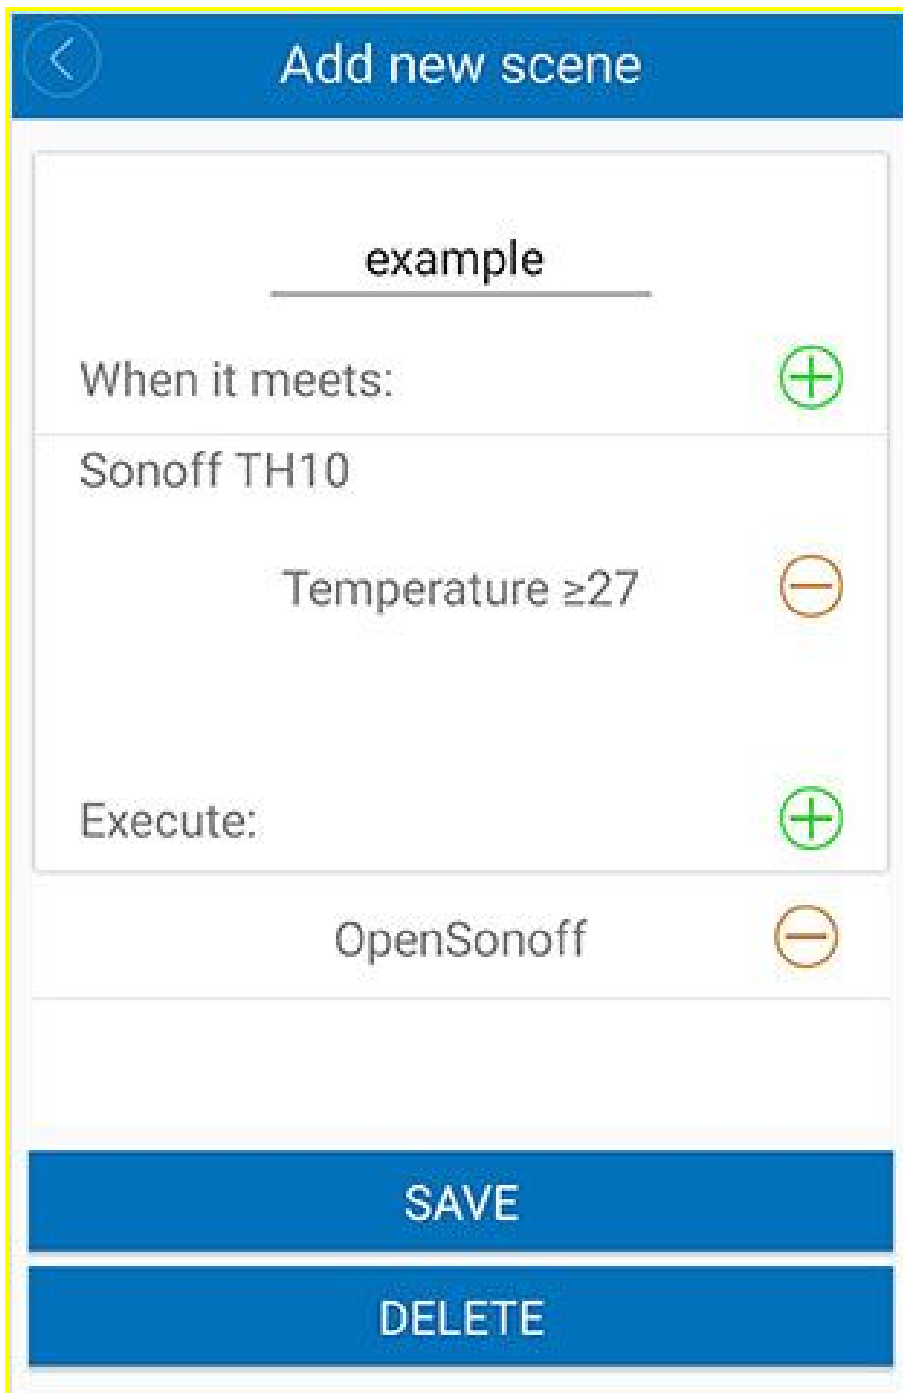 Add new scene
example
When it meets:
Sonoff TH10
Temperature ≥27
Execute:
OpenSonoff
SAVE
DELETE